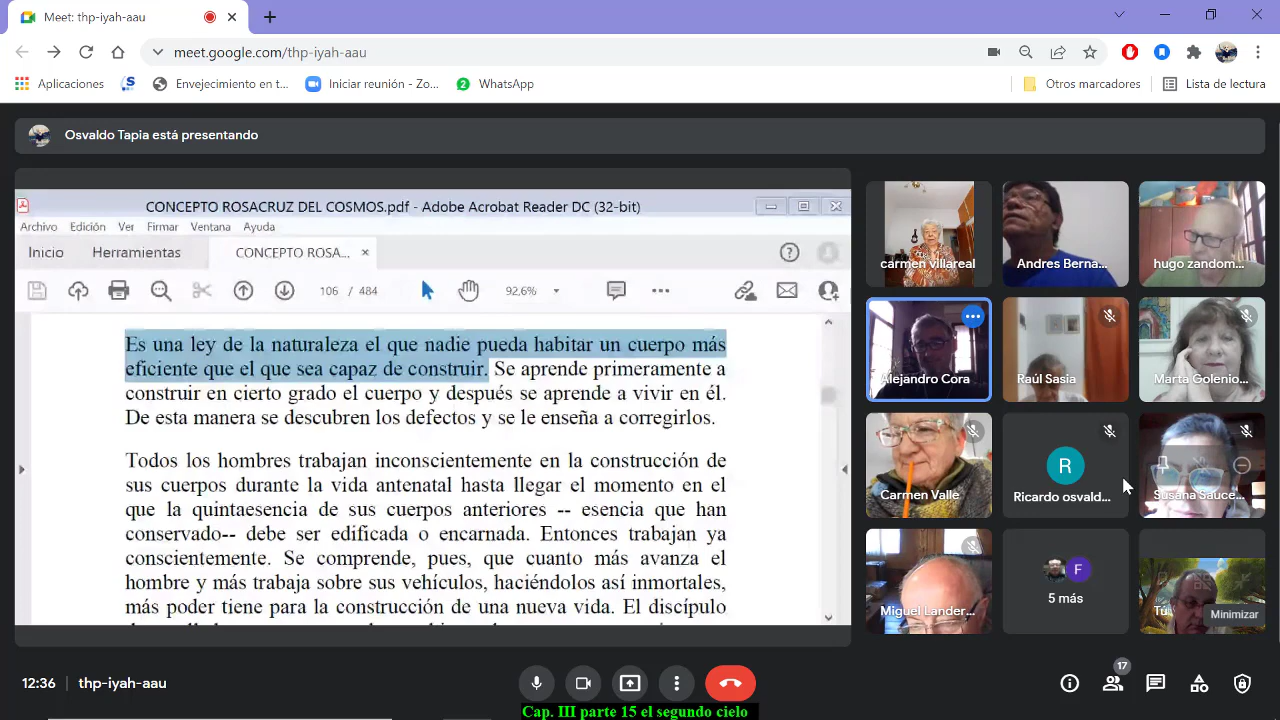 Meet: thp-iyah-aau
meet.google.com/thp-iyah-aau
Aplicaciones
Envejecimiento en t...
Iniciar reunión - Zo...
2
WhatsApp
Otros marcadores
Lista de lectura
Osvaldo Tapia está presentando
CONCEPTO ROSACRUZ DEL COSMOS.pdf - Adobe Acrobat Reader DC (32-bit)
Archivo Edición Ver Firmar Ventana Ayuda
Inicio Herramientas CONCEPTO ROSA... ×
106 / 484 92,6%
Es una ley de la naturaleza el que nadie pueda habitar un cuerpo más
eficiente que el que sea capaz de construir. Se aprende primeramente a
construir en cierto grado el cuerpo y después se aprende a vivir en él.
De esta manera se descubren los defectos y se le enseña a corregirlos.
Todos los hombres trabajan inconscientemente en la construcción de
sus cuerpos durante la vida antenatal hasta llegar el momento en el
que la quintaesencia de sus cuerpos anteriores -- esencia que han
conservado-- debe ser edificada o encarnada. Entonces trabajan ya
conscientemente. Se comprende, pues, que cuanto más avanza el
hombre y más trabaja sobre sus vehículos, haciéndolos así inmortales,
más poder tiene para la construcción de una nueva vida. El discípulo
carmen villareal
Andres Berna...
hugo zandom...
Alejandro Cora
Raúl Sasia
Marta Golenio...
Carmen Valle
R
Ricardo osvald...
Susana Sauce...
Miguel Lander...
F
5 más
Tú
Minimizar
12:36 thp-iyah-aau
17
Cap. III parte 15 el segundo cielo